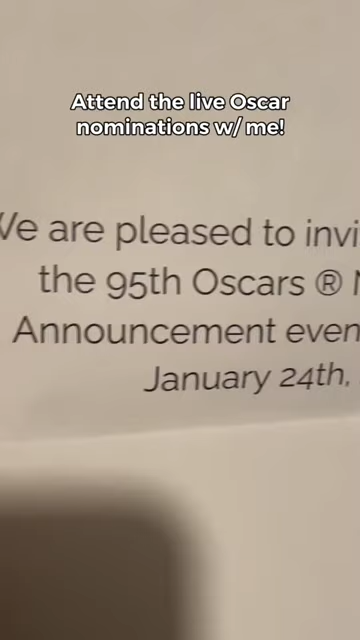 Attend the live Oscar
nominations w/ me!
We are pleased to invi
the 95th Oscars ® N
Announcement even
January 24th,